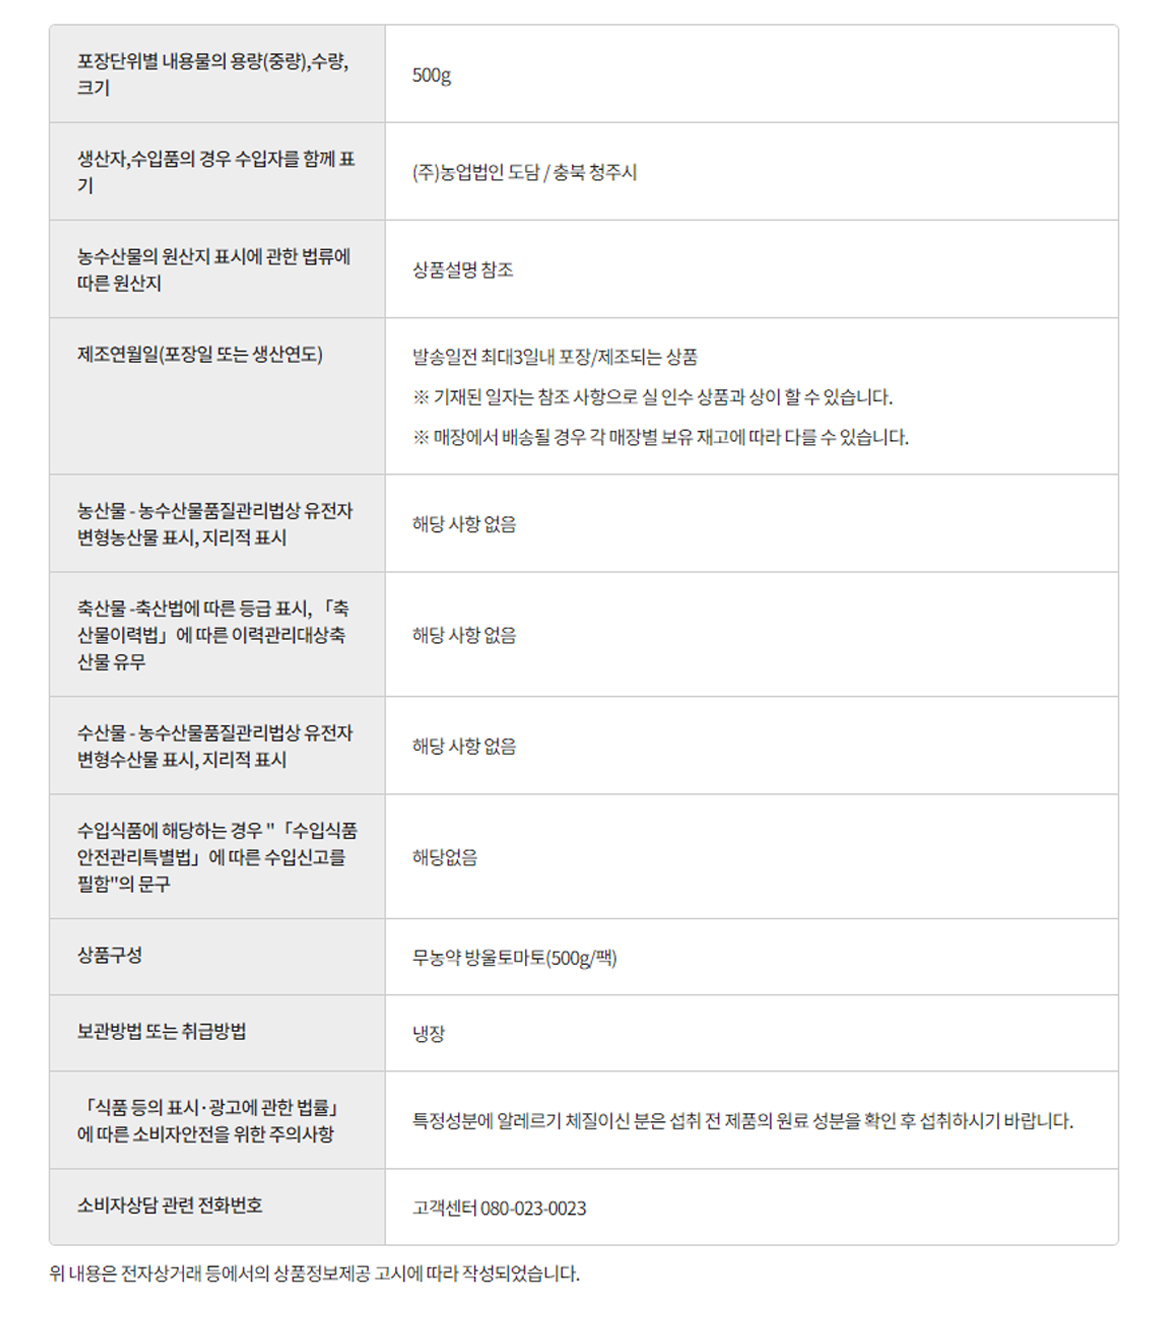 포장단위별 내용물의 용량(중량),수량,
크기
500g
생산자,수입품의 경우 수입자를 함께 표
기
(주)농업법인 도담 / 충북 청주시
농수산물의 원산지 표시에 관한 법류에
따른 원산지
상품설명 참조
제조연월일(포장일 또는 생산연도)
발송일전 최대3일내 포장/제조되는 상품
※ 기재된 일자는 참조 사항으로 실 인수 상품과 상이 할 수 있습니다.
※ 매장에서 배송될 경우 각 매장별 보유 재고에 따라 다를 수 있습니다.
농산물 - 농수산물품질관리법상 유전자
변형농산물 표시, 지리적 표시
해당 사항 없음
축산물 -축산법에 따른 등급 표시, 「축
산물이력법」에 따른 이력관리대상축
산물 유무
해당 사항 없음
수산물 - 농수산물품질관리법상 유전자
변형수산물 표시, 지리적 표시
해당 사항 없음
수입식품에 해당하는 경우 "「수입식품
안전관리특별법」에 따른 수입신고를
필함"의 문구
해당없음
상품구성
무농약 방울토마토(500g/팩)
보관방법 또는 취급방법
냉장
「식품 등의 표시·광고에 관한 법률」
에 따른 소비자안전을 위한 주의사항
특정성분에 알레르기 체질이신 분은 섭취 전 제품의 원료 성분을 확인 후 섭취하시기 바랍니다.
소비자상담 관련 전화번호
고객센터 080-023-0023
위 내용은 전자상거래 등에서의 상품정보제공 고시에 따라 작성되었습니다.